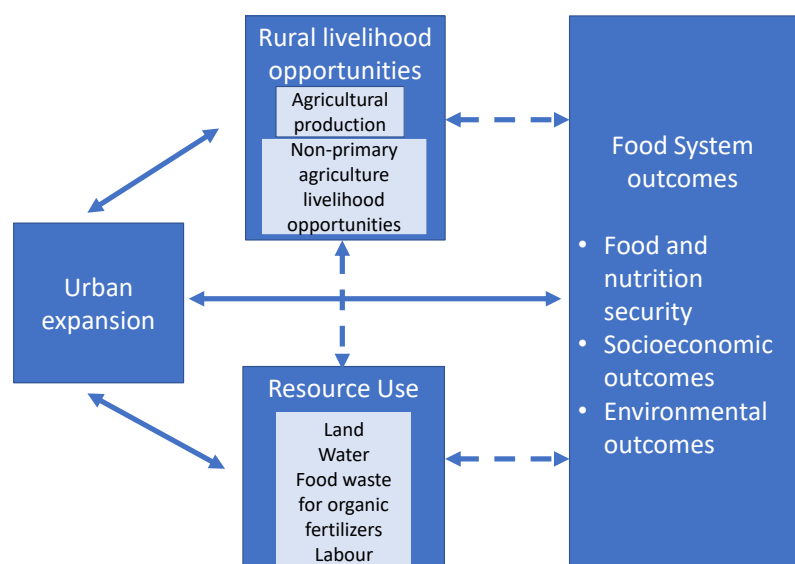 Rural livelihood
opportunities
Agricultural
production
Non-primary
agriculture
livelihood
opportunities
Urban
expansion
Resource Use
Land
Water
Food waste
for organic
fertilizers
Labour
Food System
outcomes
• Food and
nutrition
security
• Socioeconomic
outcomes
• Environmental
outcomes